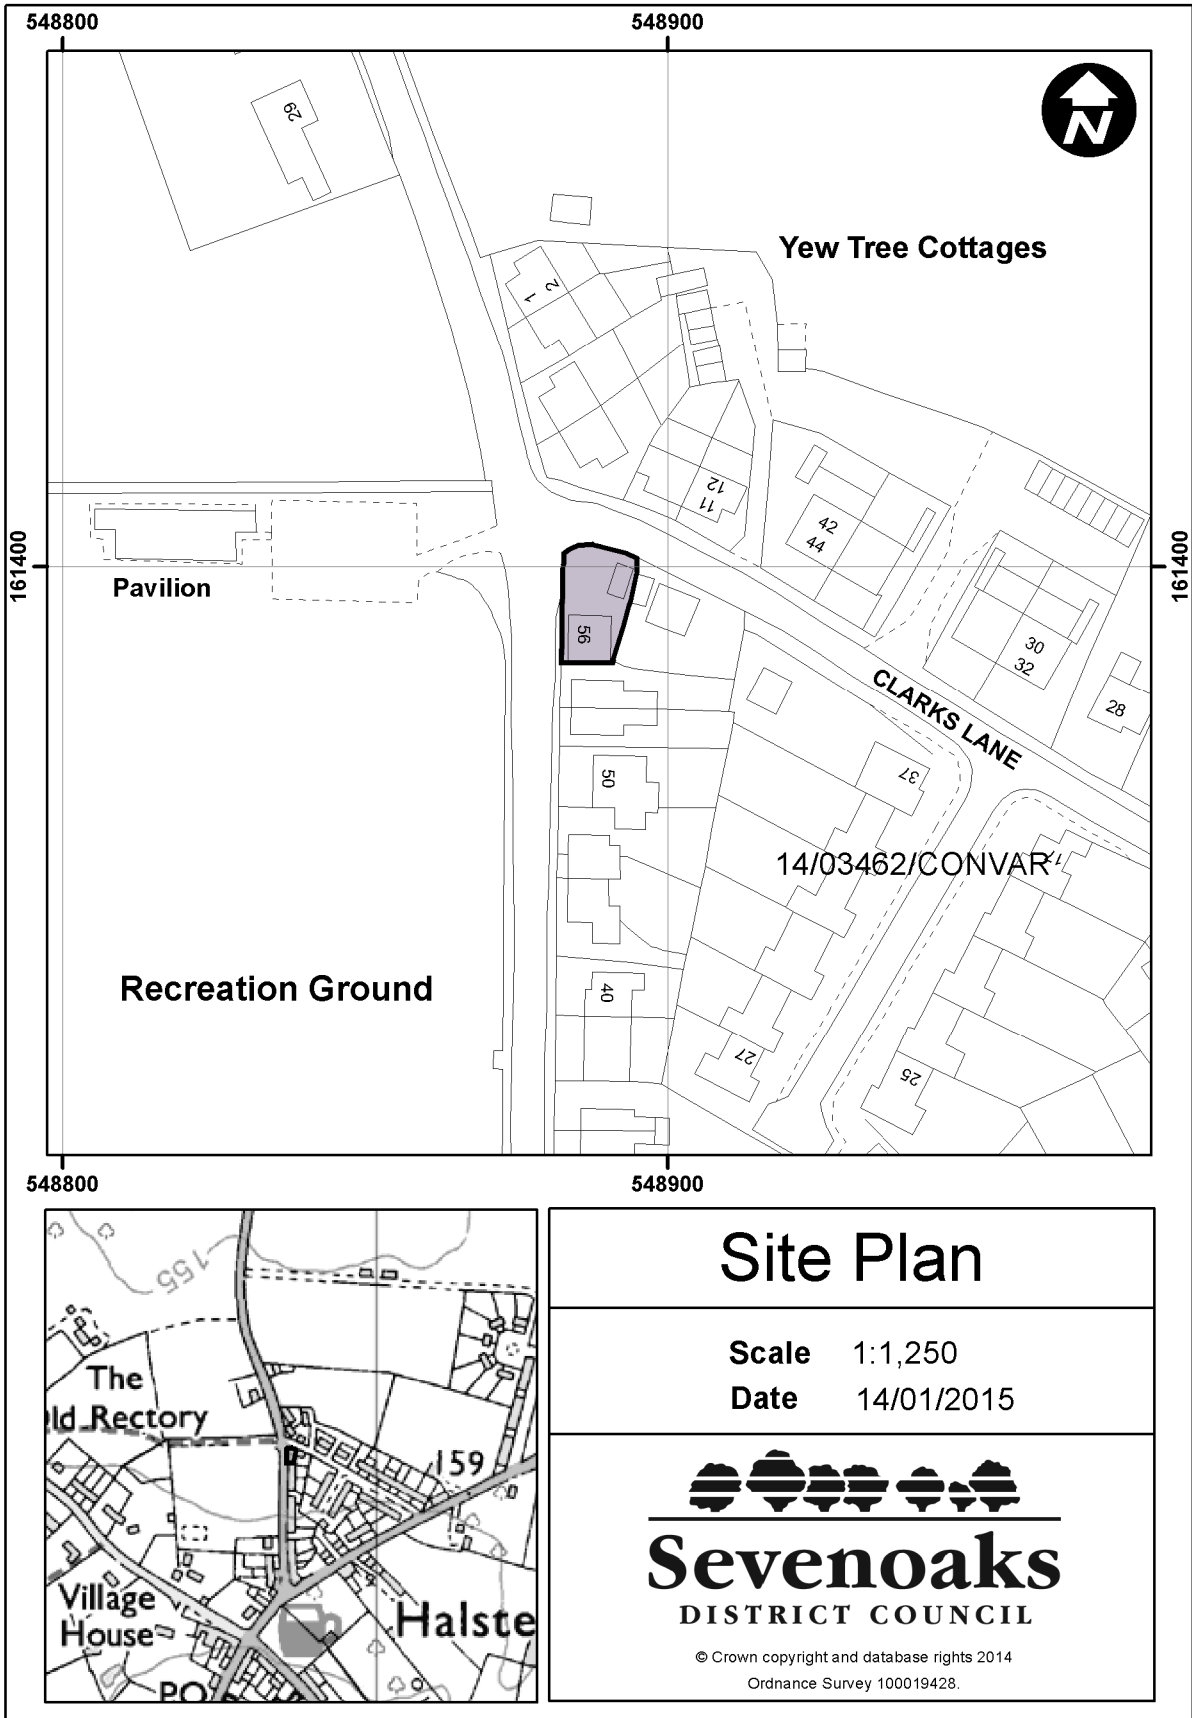 548800
548900
29
N
Yew Tree Cottages
1
2
12
11
42
44
161400
161400
Pavilion
56
30
32
28
CLARKS LANE
50
37
14/03462/CONVAR
17
Recreation Ground
40
27
25
548800
548900
155
The
ld Rectory
159
Village
House
Halste
PO
Site Plan
Scale 1:1,250
Date 14/01/2015
Sevenoaks
DISTRICT COUNCIL
© Crown copyright and database rights 2014
Ordnance Survey 100019428.